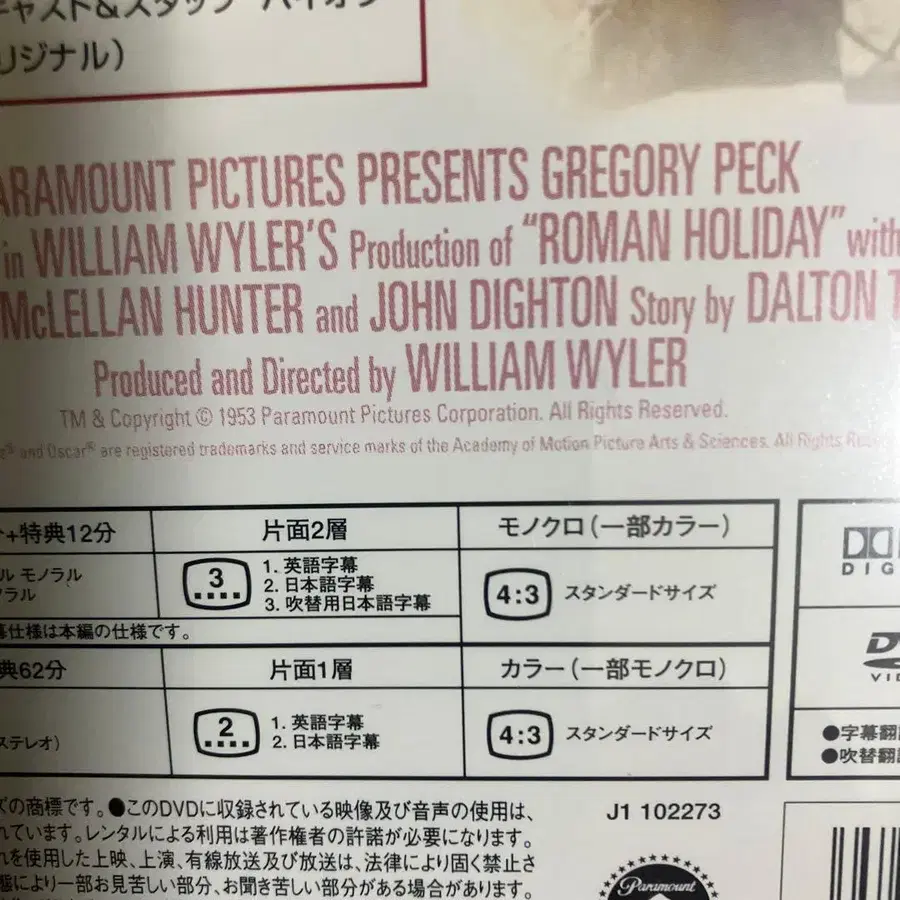 キャスト&スタッフ・バイオグ
リジナル)
PARAMOUNT PICTURES PRESENTS GREGORY PECK
in WILLIAM WYLER'S Production of "ROMAN HOLIDAY" with
McLELLAN HUNTER and JOHN DIGHTON Story by DALTON T
Produced and Directed by WILLIAM WYLER
TM & Copyright © 1953 Paramount Pictures Corporation. All Rights Reserved.
® and Oscar® are registered trademarks and service marks of the Academy of Motion Picture Arts & Sciences. All Rights
+特典12分
片面2層
モノクロ(一部カラー)
ル モノラル
ラル
3
1. 英語字幕
2. 日本語字幕
3. 吹替用日本語字幕
4:3
スタンダードサイズ
幕仕様は本編の仕様です。
典62分
片面1層
カラー(一部モノクロ)
ステレオ)
2
1. 英語字幕
2. 日本語字幕
4:3
スタンダードサイズ
DIG
VID
●字幕翻
●吹替翻
ズの商標です。●このDVDに収録されている映像及び音声の使用は、
れています。レンタルによる利用は著作権者の許諾が必要になります。
れを使用した上映、上演、有線放送及び放送は、法律により固く禁止さ
態により一部お見苦しい部分、お聞き苦しい部分がある場合があります。
J1 102273
Paramount